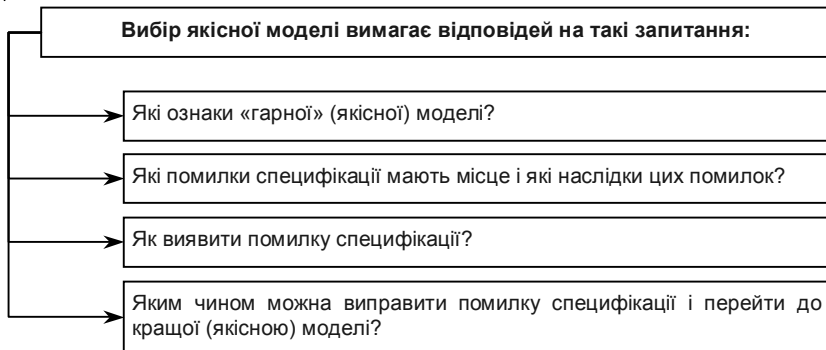 Вибір якісної моделі вимагає відповідей на такі запитання:
Які ознаки «гарної» (якісної) моделі?
Які помилки специфікації мають місце і які наслідки цих помилок?
Як виявити помилку специфікації?
Яким чином можна виправити помилку специфікації і перейти до
кращої (якісною) моделі?